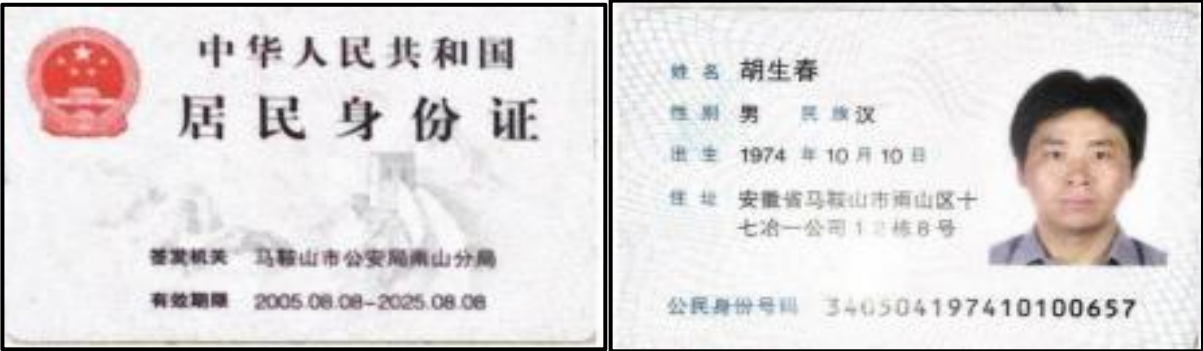 中华人民共和国
居民身份证
签发机关 马鞍山市公安局雨山分局
有效期限 2005.08.08-2025.08.08
姓名 胡生春
性别 男 民族 汉
出生 1974 年 10 月 10 日
住址 安徽省马鞍山市雨山区十
七冶一公司12栋8号
公民身份号码 340504197410100657